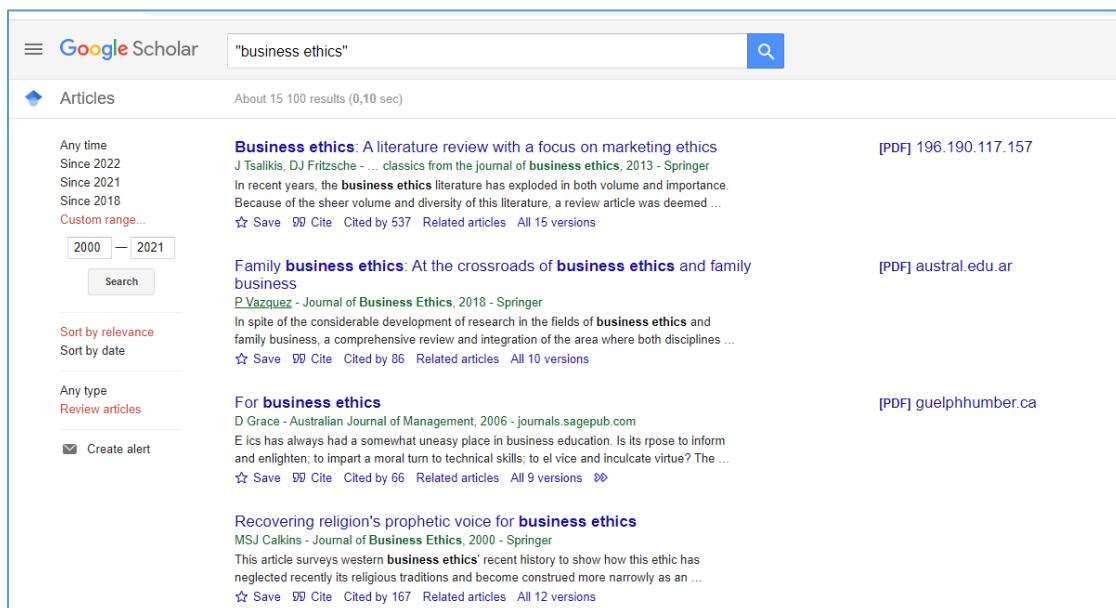 Google Scholar
"business ethics"
Articles
About 15 100 results (0,10 sec)
Any time
Since 2022
Since 2021
Since 2018
Custom range...
2000 — 2021
Search
Sort by relevance
Sort by date
Any type
Review articles
Create alert
Business ethics: A literature review with a focus on marketing ethics
J Tsalikis, DJ Fritzsche - ... classics from the journal of business ethics, 2013 - Springer
In recent years, the business ethics literature has exploded in both volume and importance.
Because of the sheer volume and diversity of this literature, a review article was deemed ...
Save Cite Cited by 537 Related articles All 15 versions
[PDF] 196.190.117.157
Family business ethics: At the crossroads of business ethics and family
business
P Vazquez - Journal of Business Ethics, 2018 - Springer
In spite of the considerable development of research in the fields of business ethics and
family business, a comprehensive review and integration of the area where both disciplines ...
Save Cite Cited by 86 Related articles All 10 versions
[PDF] austral.edu.ar
For business ethics
D Grace - Australian Journal of Management, 2006 - journals.sagepub.com
E ics has always had a somewhat uneasy place in business education. Is its rpose to inform
and enlighten; to impart a moral turn to technical skills; to el vice and inculcate virtue? The ...
Save Cite Cited by 66 Related articles All 9 versions
[PDF] guelphhumber.ca
Recovering religion's prophetic voice for business ethics
MSJ Calkins - Journal of Business Ethics, 2000 - Springer
This article surveys western business ethics' recent history to show how this ethic has
neglected recently its religious traditions and become construed more narrowly as an ...
Save Cite Cited by 167 Related articles All 12 versions